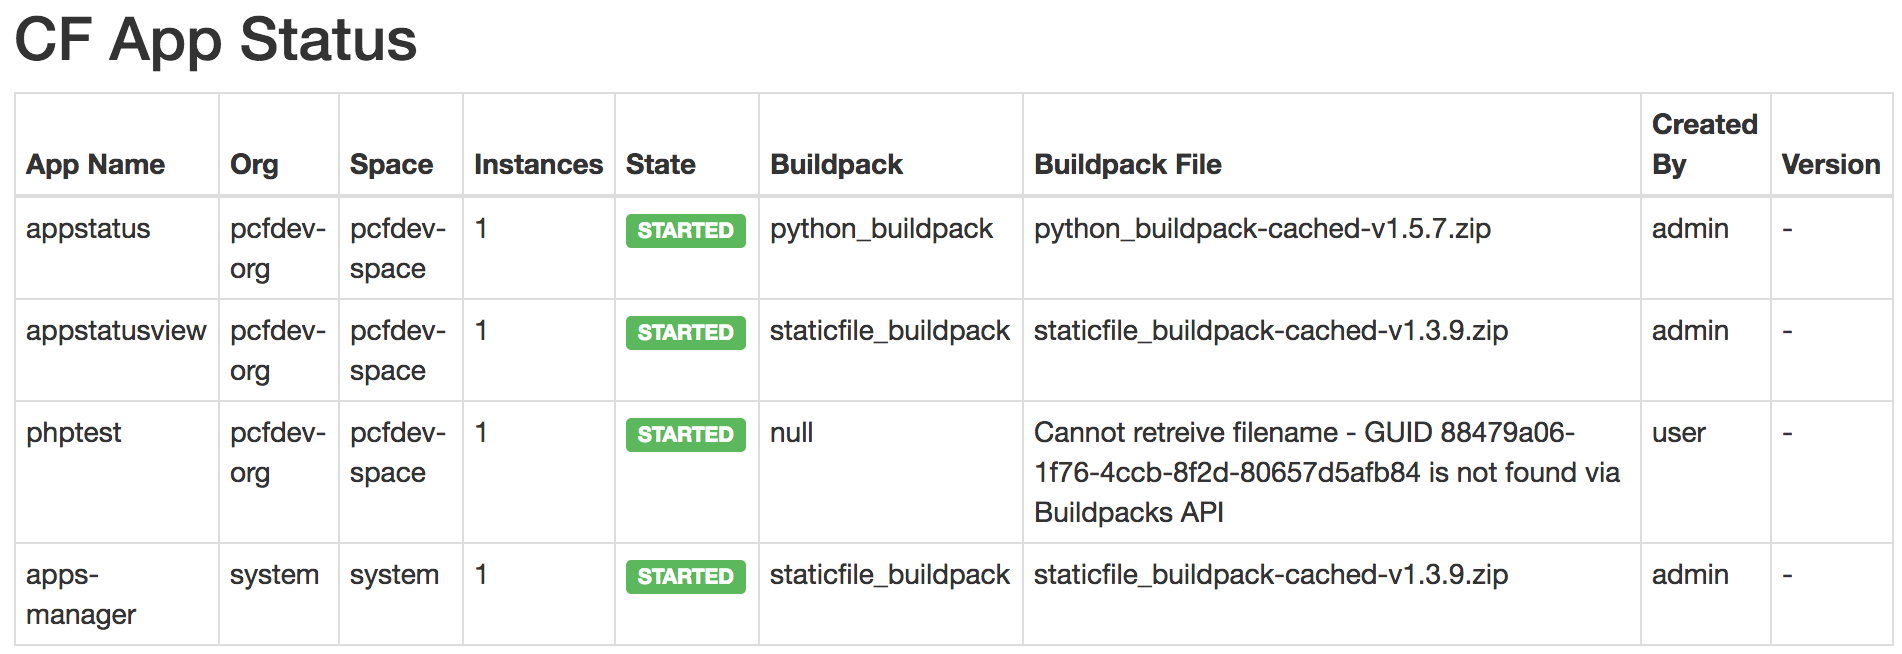 CF App Status
App Name Org Space Instances State Buildpack Buildpack File Created By Version
appstatus pcfdev-org pcfdev-space 1 STARTED python_buildpack python_buildpack-cached-v1.5.7.zip admin -
appstatusview pcfdev-org pcfdev-space 1 STARTED staticfile_buildpack staticfile_buildpack-cached-v1.3.9.zip admin -
phptest pcfdev-org pcfdev-space 1 STARTED null Cannot retreive filename - GUID 88479a06-1f76-4ccb-8f2d-80657d5afb84 is not found via Buildpacks API user -
apps-manager system system 1 STARTED staticfile_buildpack staticfile_buildpack-cached-v1.3.9.zip admin -